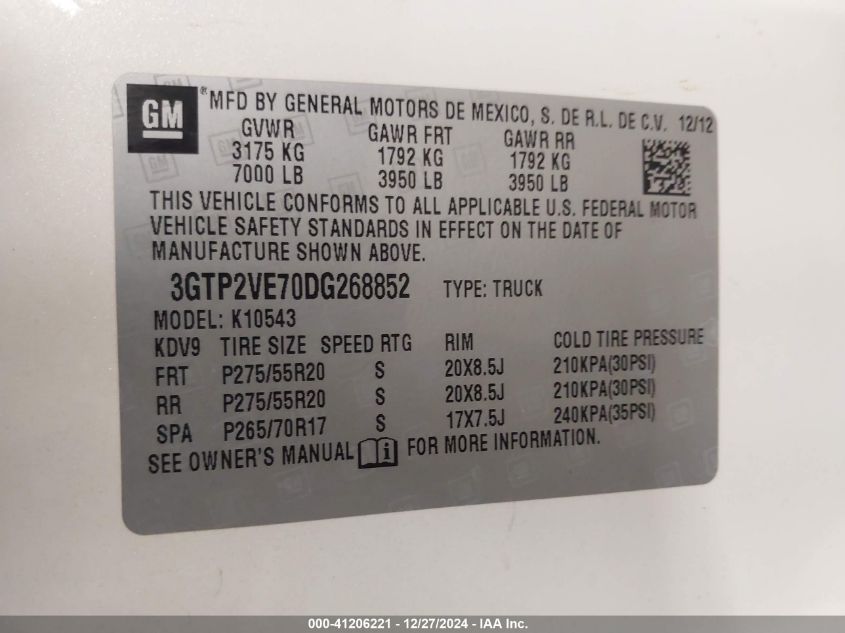 GM ® MFD BY GENERAL MOTORS DE MEXICO, S. DE R.L. DE C.V. 12/12
GVWR GAWR FRT GAWR RR
3175 KG 1792 KG 1792 KG
7000 LB 3950 LB 3950 LB
THIS VEHICLE CONFORMS TO ALL APPLICABLE U.S. FEDERAL MOTOR
VEHICLE SAFETY STANDARDS IN EFFECT ON THE DATE OF
MANUFACTURE SHOWN ABOVE.
3GTP2VE70DG268852 TYPE: TRUCK
MODEL: K10543
KDV9 TIRE SIZE SPEED RTG RIM COLD TIRE PRESSURE
FRT P275/55R20 S 20X8.5J 210KPA(30PSI)
RR P275/55R20 S 20X8.5J 210KPA(30PSI)
SPA P265/70R17 S 17X7.5J 240KPA(35PSI)
SEE OWNER'S MANUAL i FOR MORE INFORMATION.
000-41206221 - 12/27/2024 - IAA Inc.